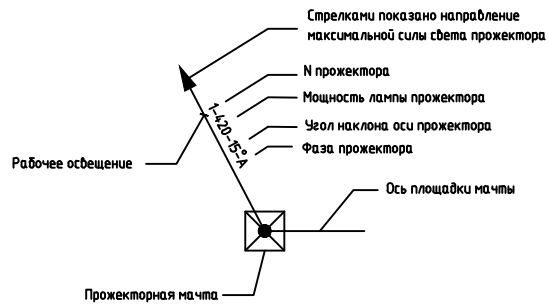 Стрелками показано направление
максимальной силы света прожектора
N прожектора
Мощность лампы прожектора
1-420-15°-А
Угол наклона оси прожектора
Фаза прожектора
Рабочее освещение
Ось площадки мачты
Прожекторная мачта